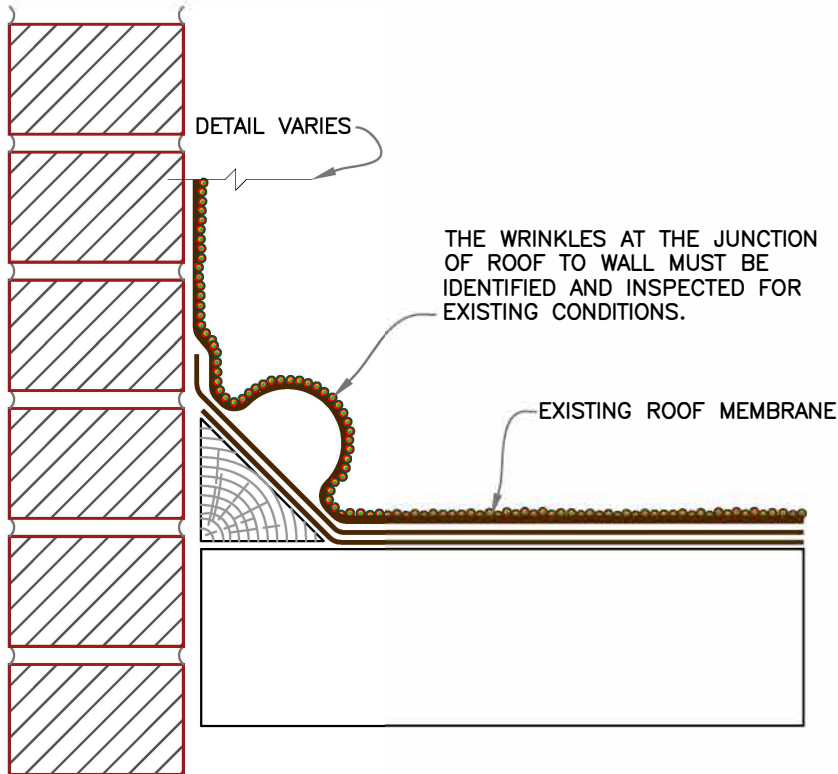 DETAIL VARIES
THE WRINKLES AT THE JUNCTION
OF ROOF TO WALL MUST BE
IDENTIFIED AND INSPECTED FOR
EXISTING CONDITIONS.
EXISTING ROOF MEMBRANE